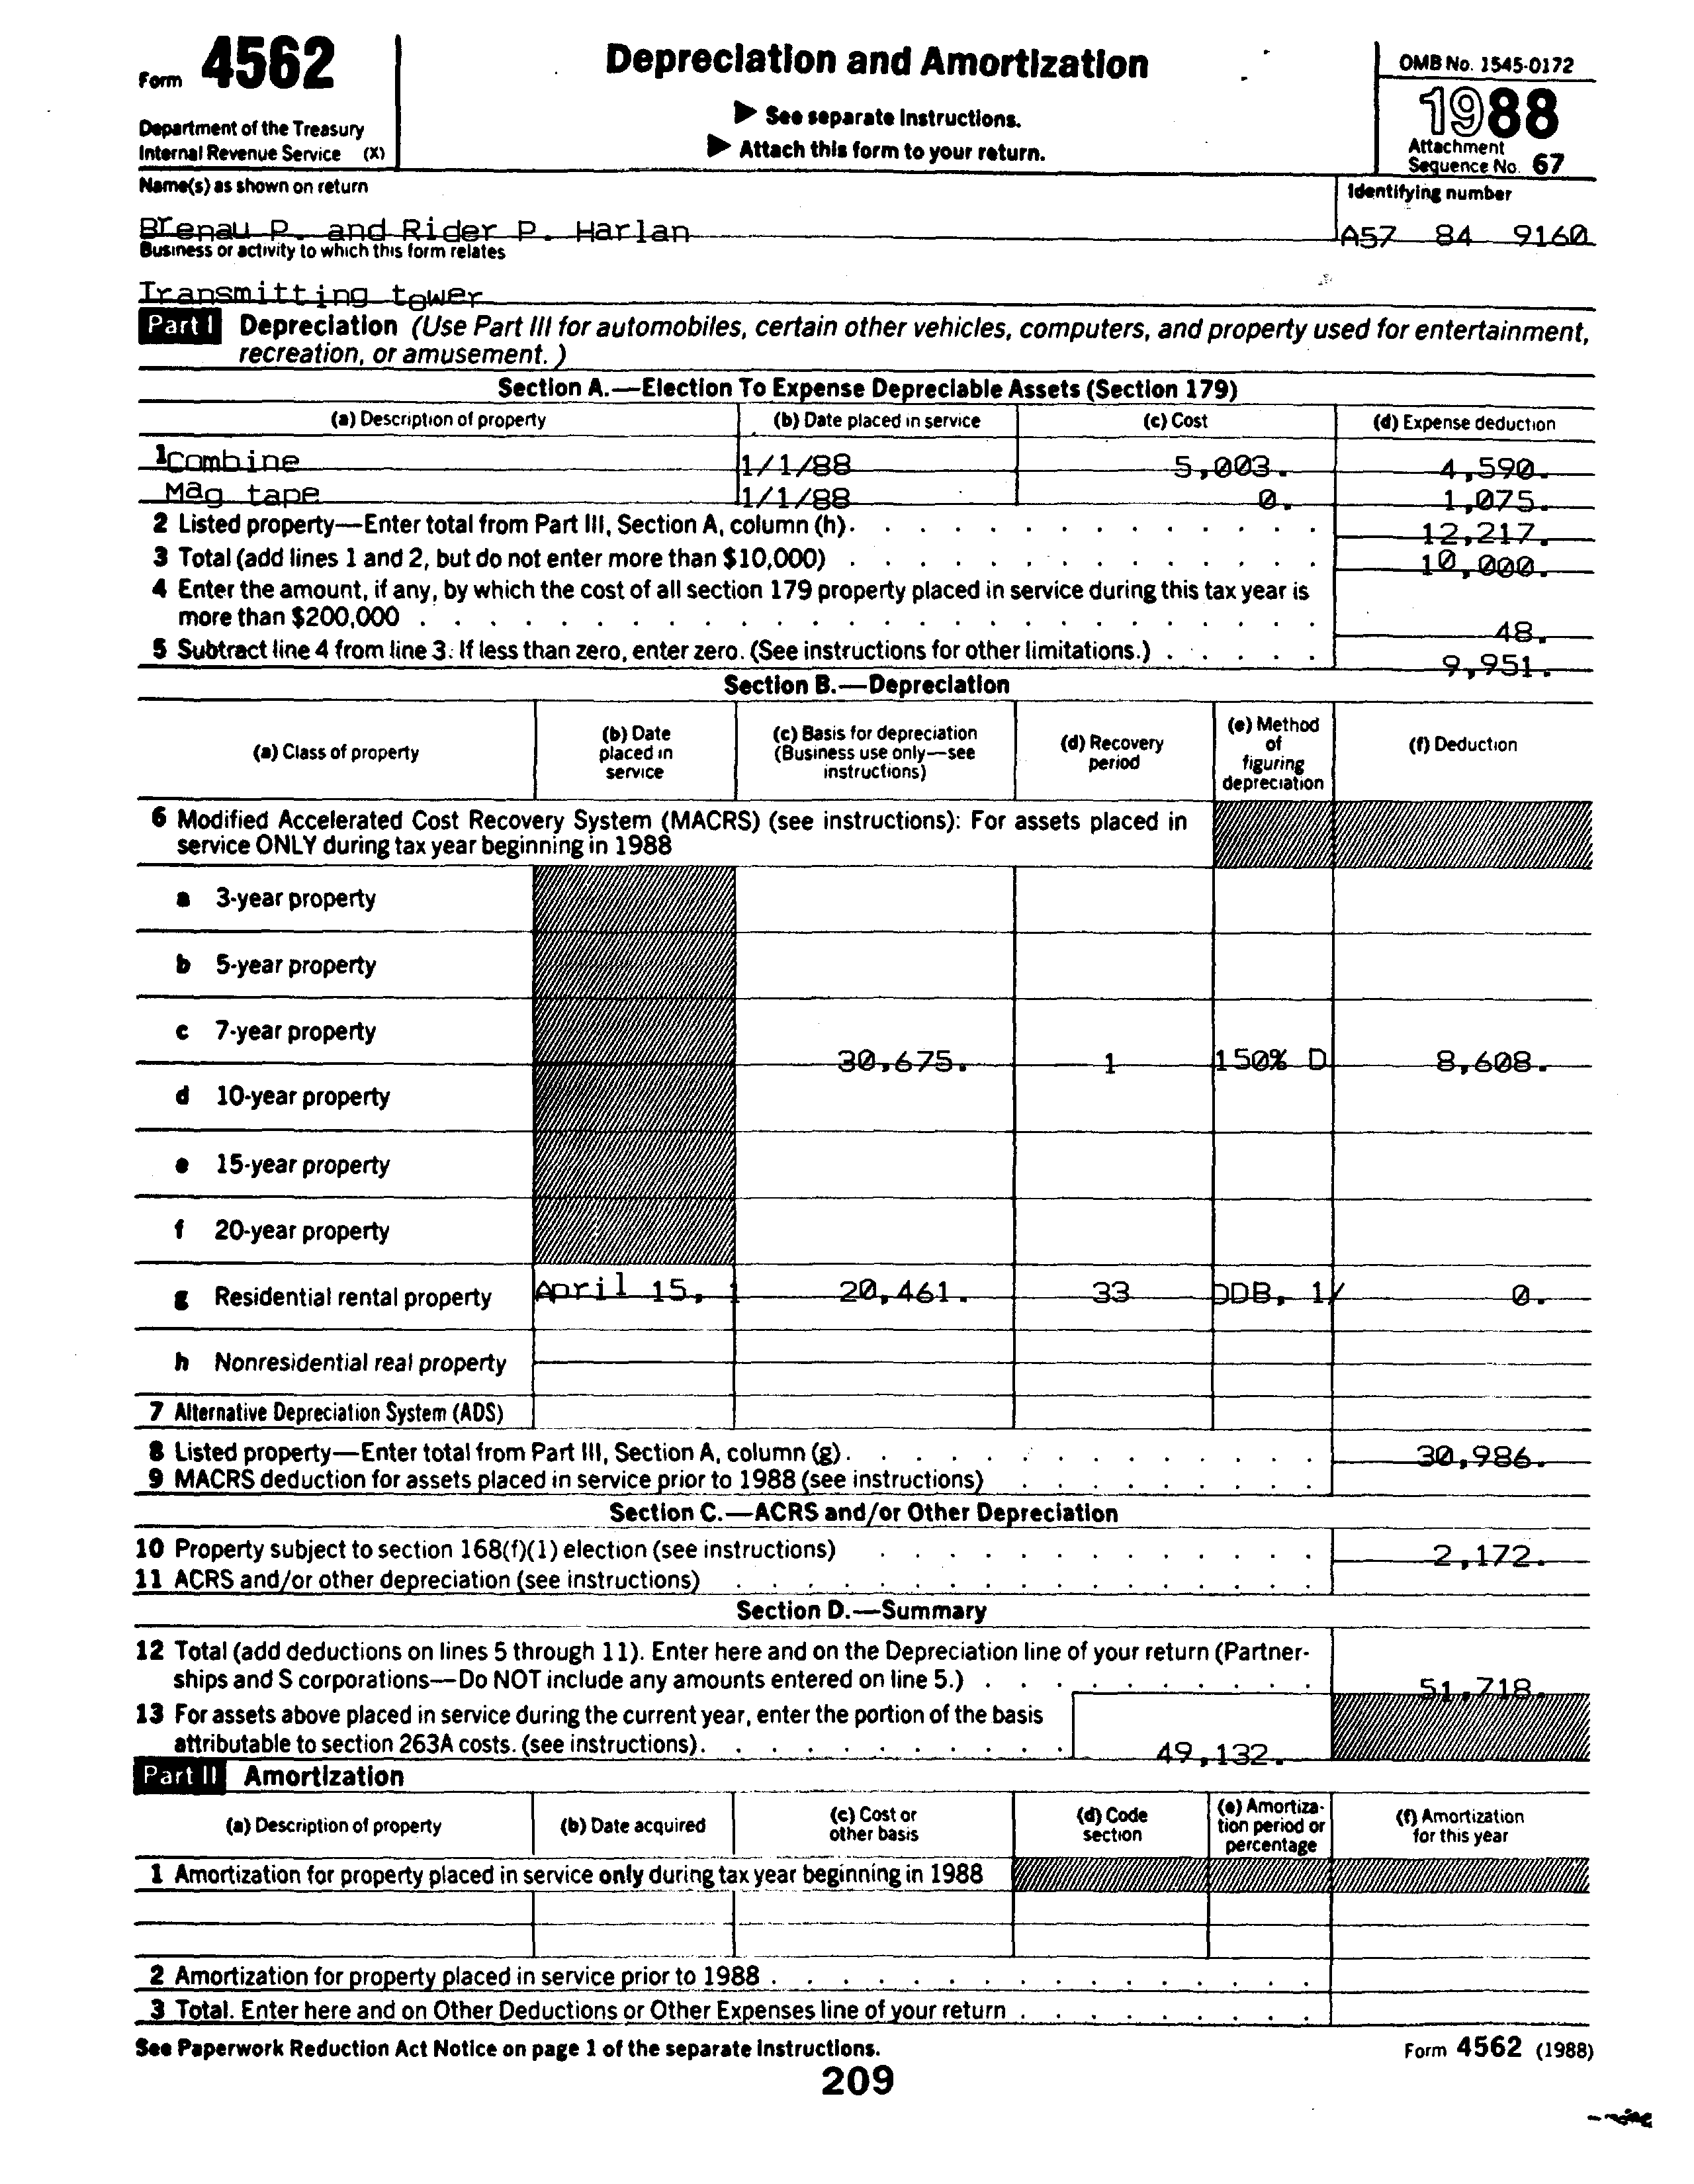 Form 4562
Department of the Treasury
Internal Revenue Service (X)
Depreciation and Amortization
▶ See separate instructions.
▶ Attach this form to your return.
OMB No. 1545-0172
1988
Attachment
Sequence No. 67
Name(s) as shown on return
Identifying number
Brenau P. and Rider P. Harlan
A57 84 9160
Business or activity to which this form relates
Transmitting tower
Part I Depreciation (Use Part III for automobiles, certain other vehicles, computers, and property used for entertainment,
recreation, or amusement.)
Section A.—Election To Expense Depreciable Assets (Section 179)
(a) Description of property (b) Date placed in service (c) Cost (d) Expense deduction
1 Combine 1/1/88 5,003. 4,590.
Mag tape 1/1/88 0. 1,075.
2 Listed property—Enter total from Part III, Section A, column (h). 12,217.
3 Total (add lines 1 and 2, but do not enter more than $10,000) 10,000.
4 Enter the amount, if any, by which the cost of all section 179 property placed in service during this tax year is
more than $200,000 48.
5 Subtract line 4 from line 3. If less than zero, enter zero. (See instructions for other limitations.) 9,951.
Section B.—Depreciation
(a) Class of property
(b) Date
placed in
service
(c) Basis for depreciation
(Business use only—see
instructions)
(d) Recovery
period
(e) Method
of
figuring
depreciation
(f) Deduction
6 Modified Accelerated Cost Recovery System (MACRS) (see instructions): For assets placed in
service ONLY during tax year beginning in 1988
a 3-year property
b 5-year property
c 7-year property 30,675. 1 150% D 8,608.
d 10-year property
e 15-year property
f 20-year property
g Residential rental property April 15, 1 20,461. 33 DDB, 1/ 0.
h Nonresidential real property
7 Alternative Depreciation System (ADS)
8 Listed property—Enter total from Part III, Section A, column (g). 30,986.
9 MACRS deduction for assets placed in service prior to 1988 (see instructions)
Section C.—ACRS and/or Other Depreciation
10 Property subject to section 168(f)(1) election (see instructions) 2,172.
11 ACRS and/or other depreciation (see instructions)
Section D.—Summary
12 Total (add deductions on lines 5 through 11). Enter here and on the Depreciation line of your return (Partner-
ships and S corporations—Do NOT include any amounts entered on line 5.) 51,718.
13 For assets above placed in service during the current year, enter the portion of the basis
attributable to section 263A costs. (see instructions). 49,132.
Part II Amortization
(a) Description of property
(b) Date acquired
(c) Cost or
other basis
(d) Code
section
(e) Amortiza-
tion period or
percentage
(f) Amortization
for this year
1 Amortization for property placed in service only during tax year beginning in 1988
2 Amortization for property placed in service prior to 1988
3 Total. Enter here and on Other Deductions or Other Expenses line of your return
See Paperwork Reduction Act Notice on page 1 of the separate instructions.
Form 4562 (1988)
209